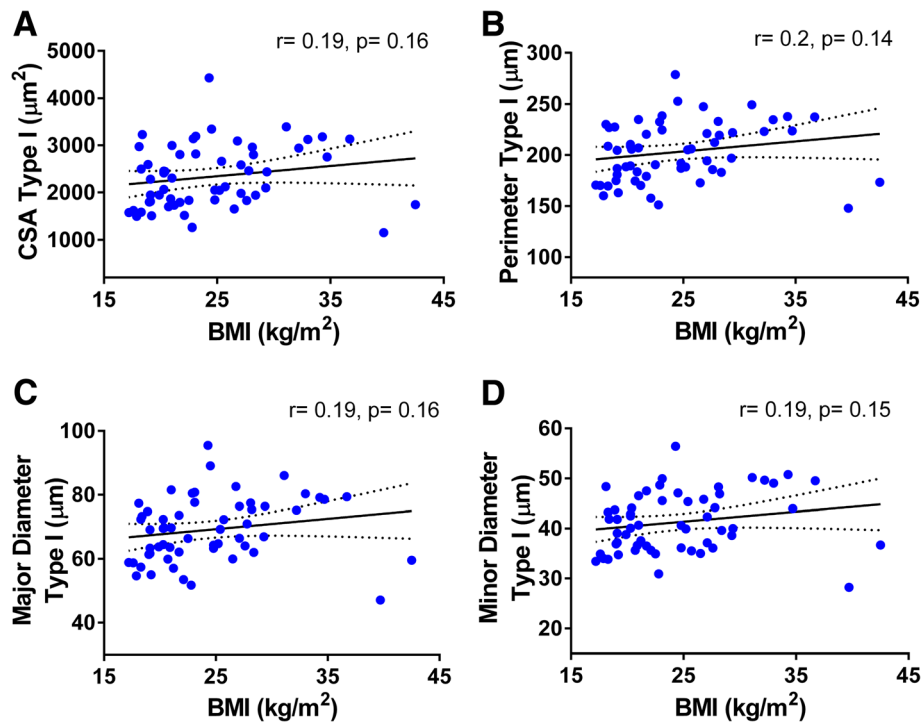 A
r= 0.19, p= 0.16
CSA Type I (μm²)
5000
4000
3000
2000
1000
15 25 35 45
BMI (kg/m²)
B
r= 0.2, p= 0.14
Perimeter Type I (μm)
300
250
200
150
100
15 25 35 45
BMI (kg/m²)
C
r= 0.19, p= 0.16
Major Diameter
Type I (μm)
100
80
60
40
15 25 35 45
BMI (kg/m²)
D
r= 0.19, p= 0.15
Minor Diameter
Type I (μm)
60
50
40
30
20
15 25 35 45
BMI (kg/m²)